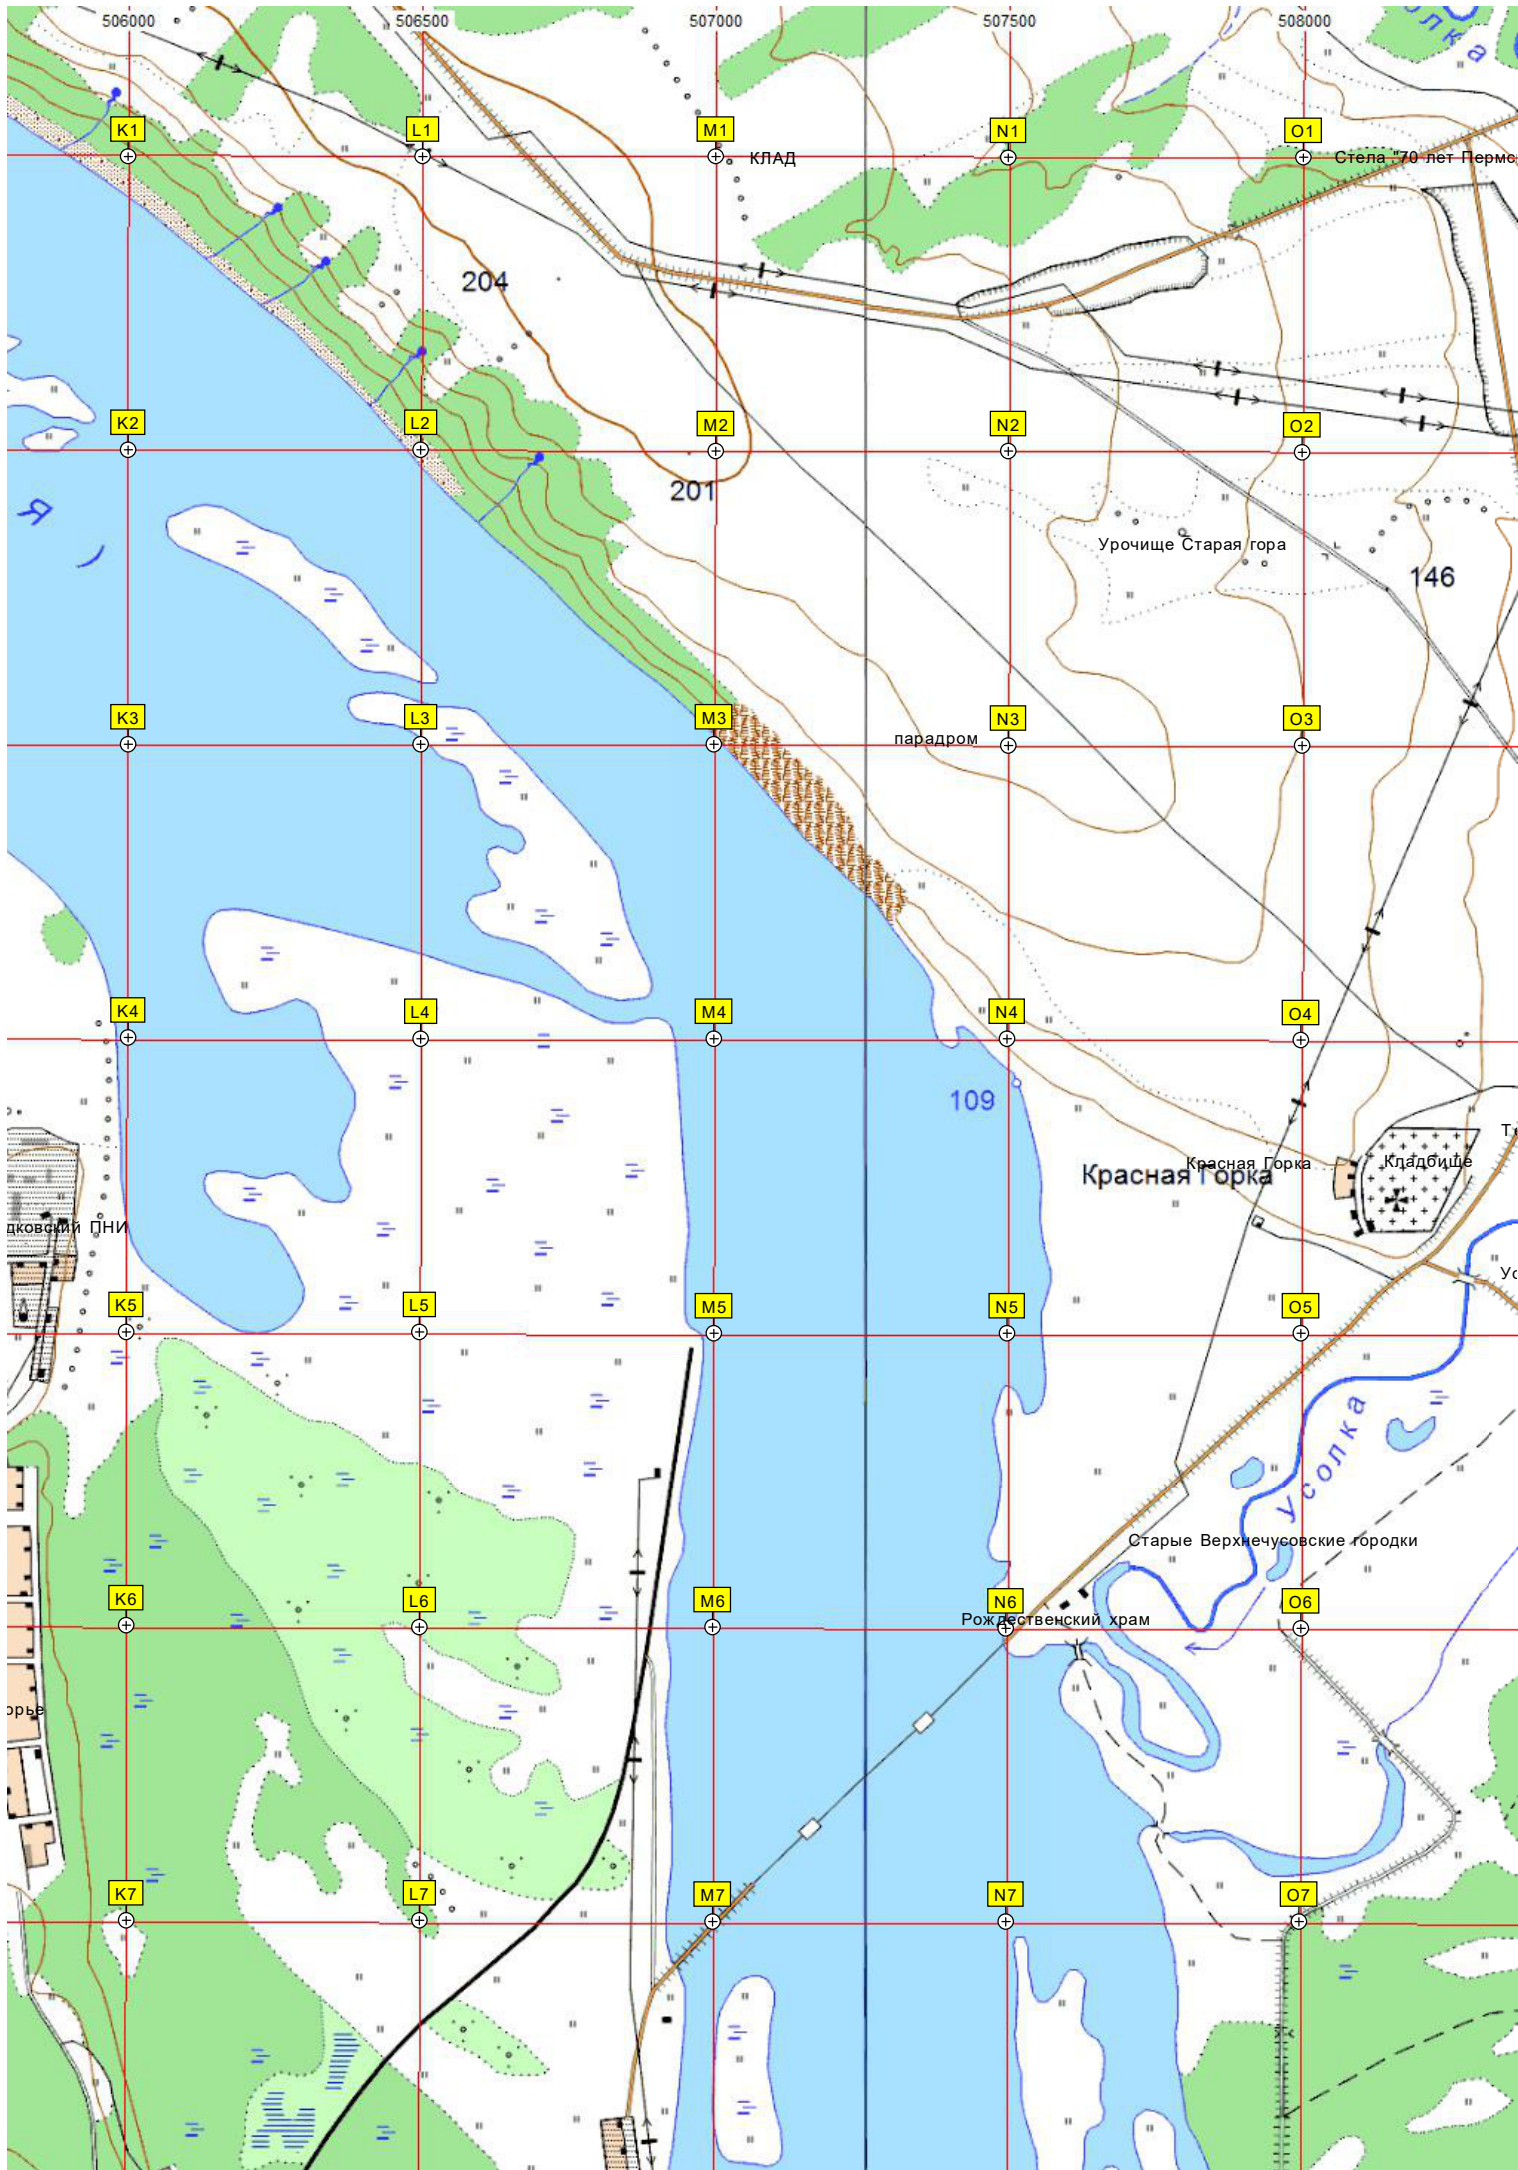 506000 506500 507000 507500 508000
олка
K1 L1 M1 N1 O1
КЛАД
Стела "70 лет Пермс
204
K2 L2 M2 N2 O2
201
Я
Урочище Старая гора
146
K3 L3 M3 N3 O3
парадром
K4 L4 M4 N4 O4
109
Т
Красная Горка
Кладбище
Красная Горка
дковский ПНИ
Ус
K5 L5 M5 N5 O5
Усолка
Старые Верхнечусовские городки
K6 L6 M6 N6 O6
Рождественский храм
орье
K7 L7 M7 N7 O7